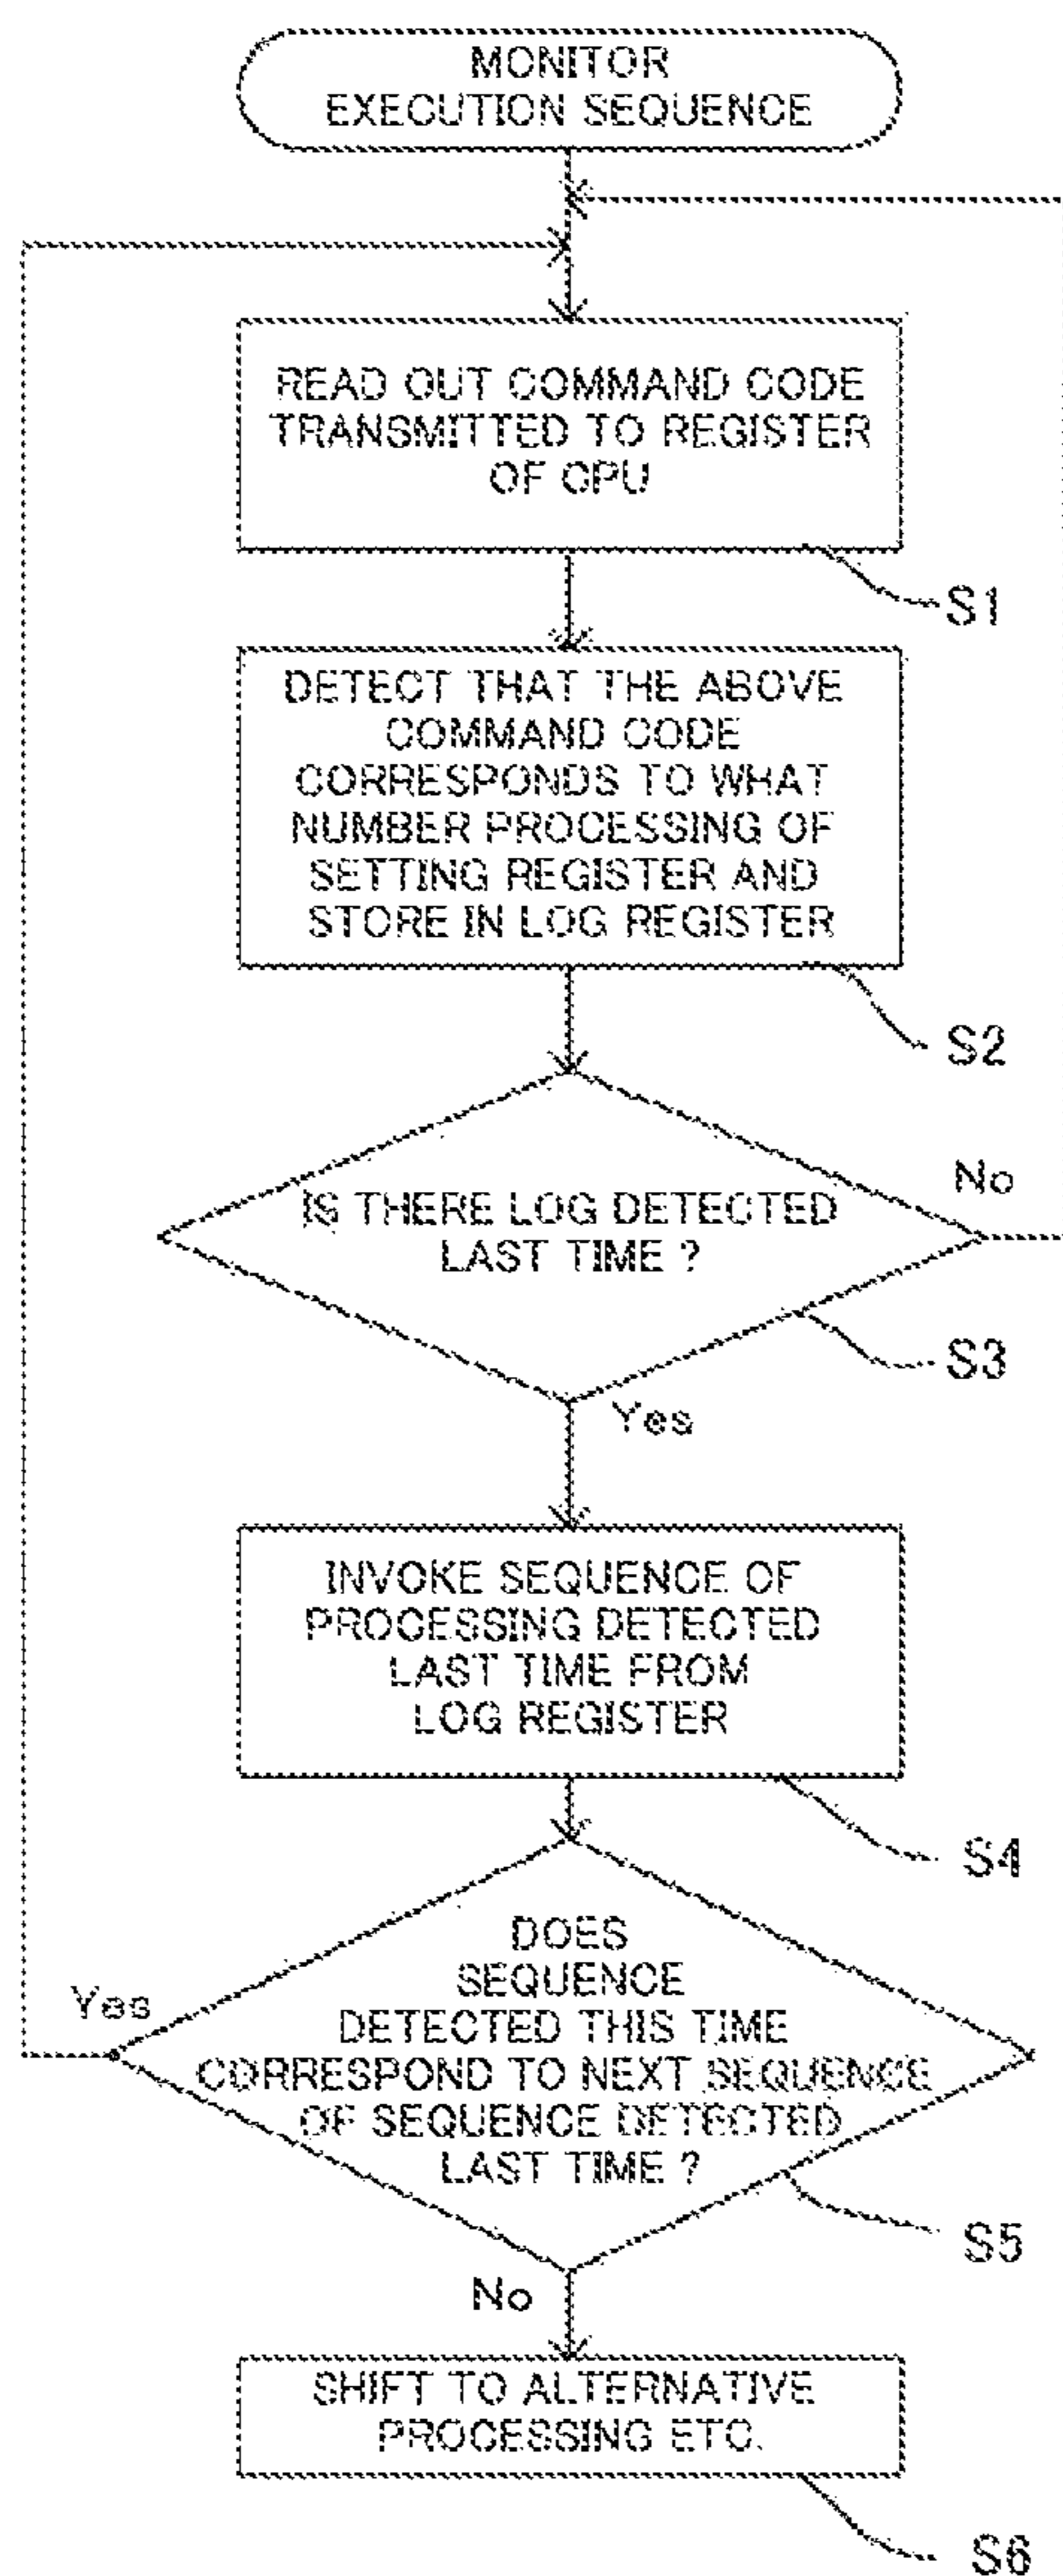 MONITOR
EXECUTION SEQUENCE
READ OUT COMMAND CODE
TRANSMITTED TO REGISTER
OF GPU
S1
DETECT THAT THE ABOVE
COMMAND CODE
CORRESPONDS TO WHAT
NUMBER PROCESSING OF
SETTING REGISTER AND
STORE IN LOG REGISTER
S2
IS THERE LOG DETECTED
LAST TIME ?
No
S3
Yes
INVOKE SEQUENCE OF
PROCESSING DETECTED
LAST TIME FROM
LOG REGISTER
S4
DOES
SEQUENCE
DETECTED THIS TIME
CORRESPOND TO NEXT SEQUENCE
OF SEQUENCE DETECTED
LAST TIME ?
Yes
S5
No
SHIFT TO ALTERNATIVE
PROCESSING ETC.
S6